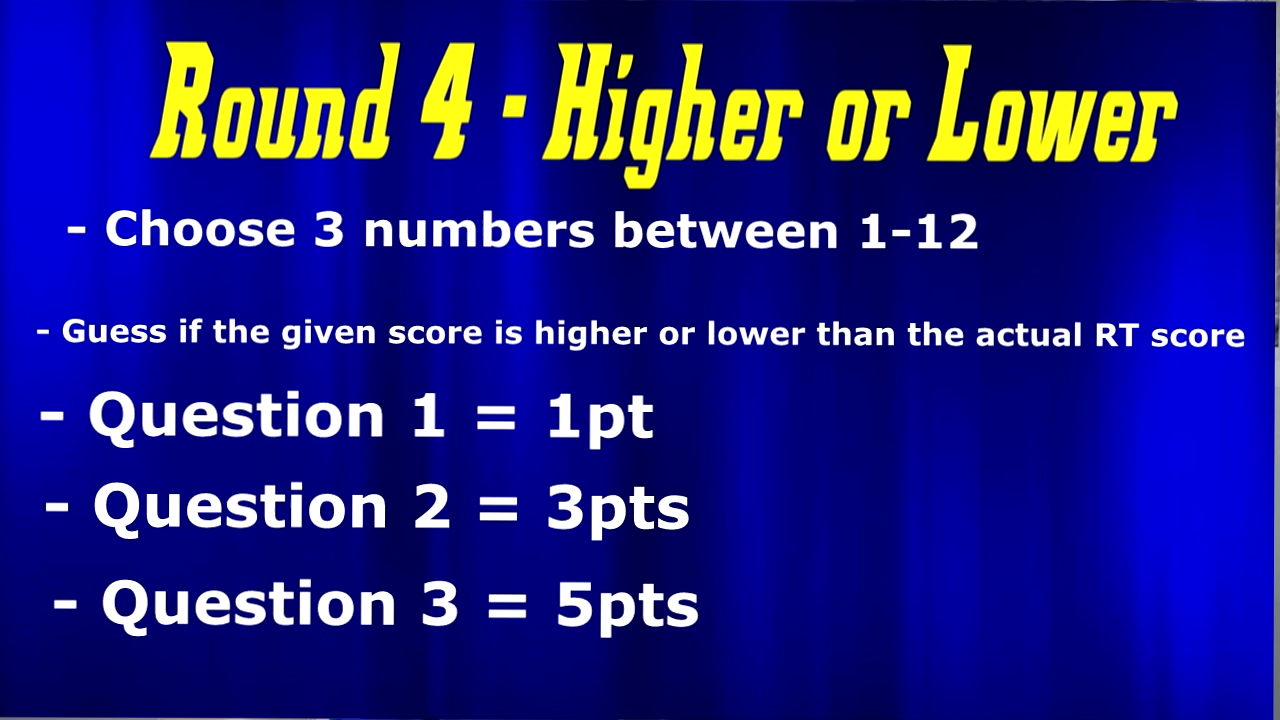 Round 4 - Higher or Lower
- Choose 3 numbers between 1-12
- Guess if the given score is higher or lower than the actual RT score
- Question 1 = 1pt
- Question 2 = 3pts
- Question 3 = 5pts